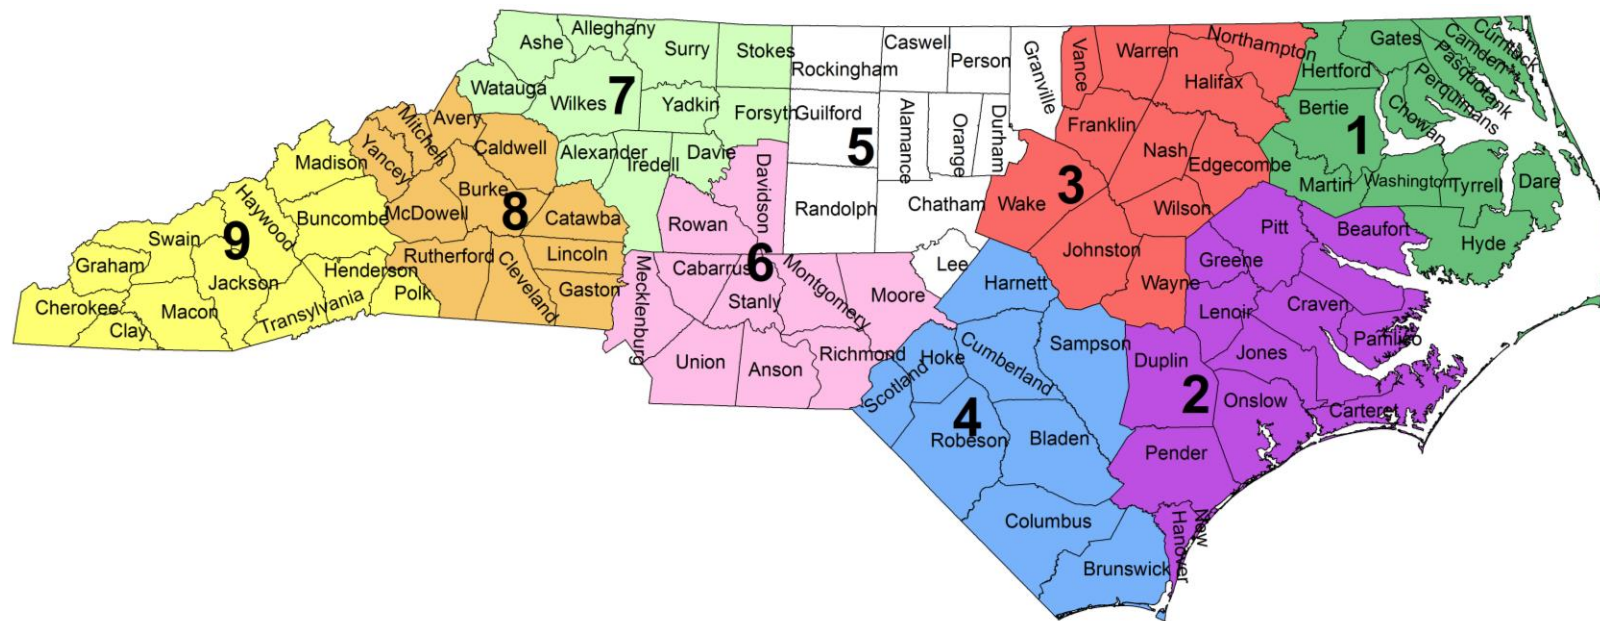 Alleghany
Ashe
Surry
Stokes
Watauga
Wilkes
7
Yadkin
Forsyth
Alexander
Iredell
Davie
Caswell
Rockingham
Person
Granville
Guilford
5
Alamance
Orange
Durham
Randolph
Chatham
Lee
Vance
Warren
Northampton
Halifax
Franklin
Nash
Edgecombe
3
Wake
Wilson
Johnston
Wayne
Gates
Currituck
Camden
Pasquotank
Perquimans
Chowan
Hertford
Bertie
1
Martin
Washington
Tyrrell
Dare
Hyde
Avery
Mitchell
Yancey
Caldwell
Burke
8
McDowell
Catawba
Rutherford
Cleveland
Lincoln
Gaston
Madison
Haywood
Buncombe
Swain
9
Graham
Jackson
Henderson
Cherokee
Clay
Macon
Transylvania
Polk
Davidson
Rowan
Mecklenburg
Cabarrus
6
Montgomery
Stanly
Moore
Union
Anson
Richmond
Harnett
Hoke
Cumberland
Sampson
Scotland
4
Robeson
Bladen
Columbus
Brunswick
Pitt
Beaufort
Greene
Lenoir
Craven
Pamlico
Duplin
Jones
2
Onslow
Carteret
Pender
New
Hanover